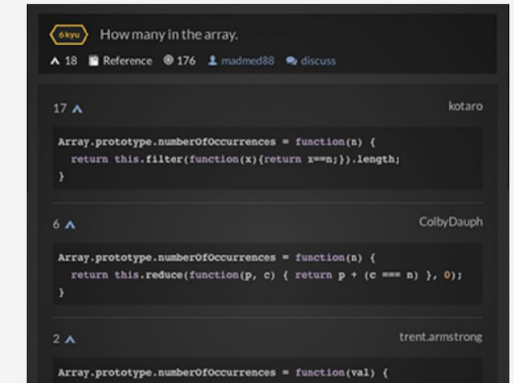 6 kyu How many in the array.
18 Reference 176 madmed88 discuss
17 kotaro
Array.prototype.numberOfOccurrences = function(n) {
return this.filter(function(x){return x==n;}).length;
}
6 ColbyDauph
Array.prototype.numberOfOccurrences = function(n) {
return this.reduce(function(p, c) { return p + (c === n) }, 0);
}
2 trent.armstrong
Array.prototype.numberOfOccurrences = function(val) {